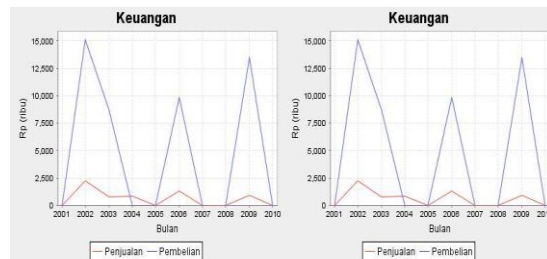 Keuangan
15,000
12,500
10,000
7,500
5,000
2,500
0
Rp (ribu)
2001 2002 2003 2004 2005 2006 2007 2008 2009 2010
Bulan
Penjualan Pembelian
Keuangan
15,000
12,500
10,000
7,500
5,000
2,500
0
Rp (ribu)
2001 2002 2003 2004 2005 2006 2007 2008 2009 201
Bulan
Penjualan Pembelian